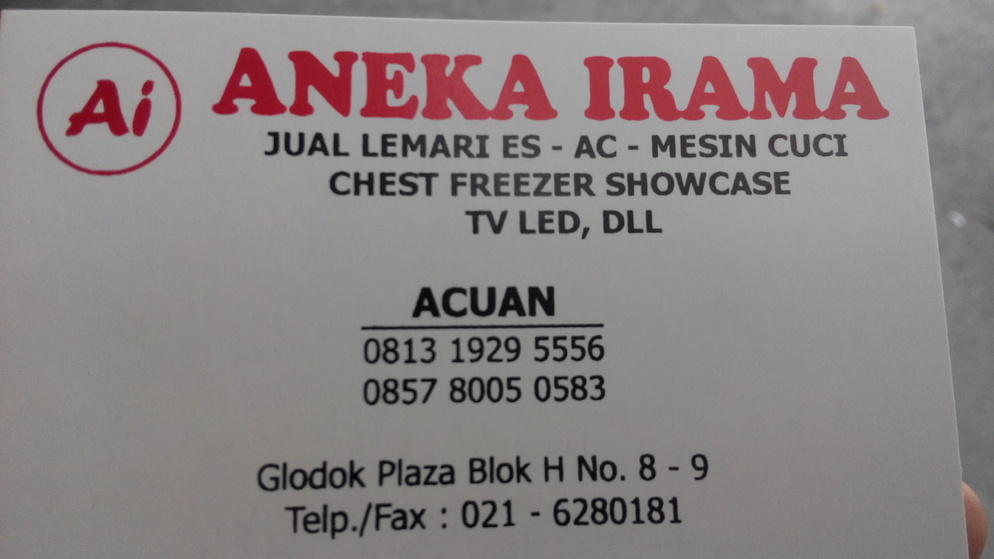 Ai
ANEKA IRAMA
JUAL LEMARI ES - AC - MESIN CUCI
CHEST FREEZER SHOWCASE
TV LED, DLL
ACUAN
0813 1929 5556
0857 8005 0583
Glodok Plaza Blok H No. 8 - 9
Telp./Fax : 021 - 6280181